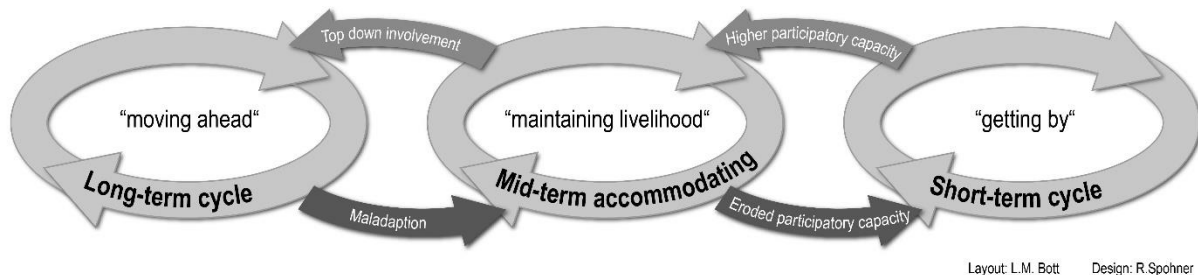 Top down involvement
Higher participatory capacity
“moving ahead“
“maintaining livelihood“
“getting by“
Long-term cycle
Mid-term accommodating
Short-term cycle
Maladaption
Eroded participatory capacity
Layout: L.M. Bott Design: R.Spohner